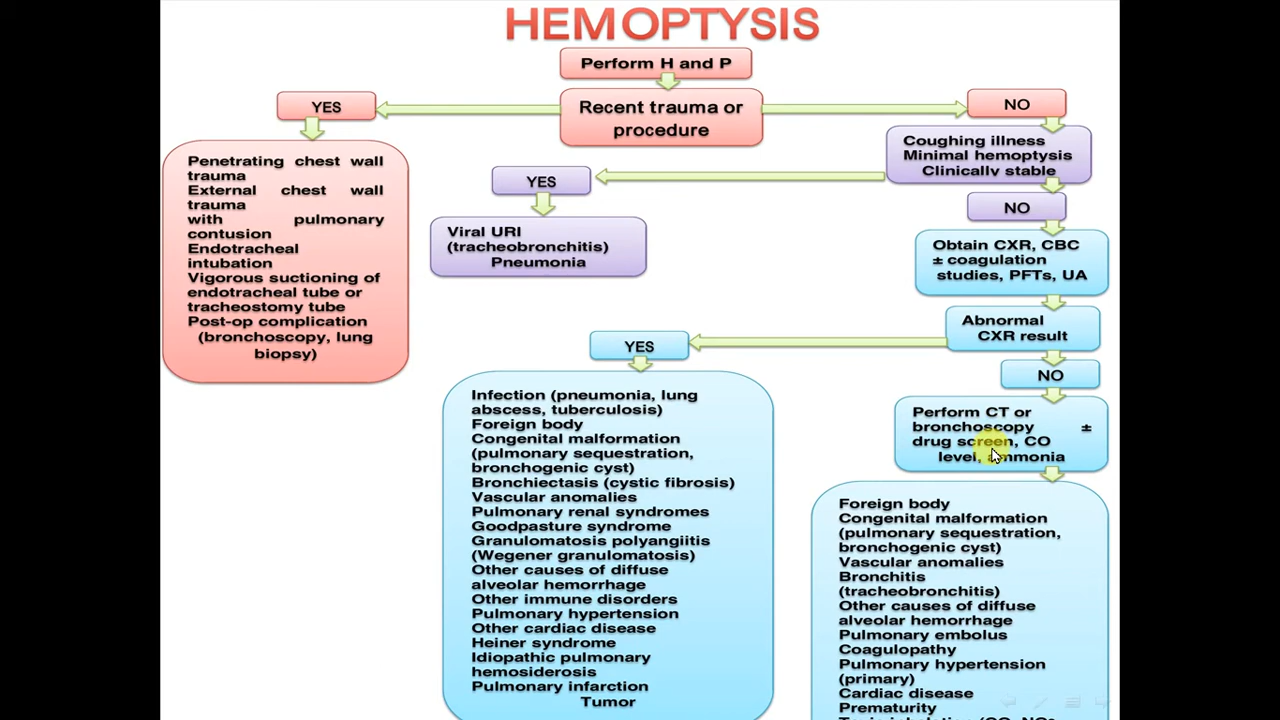 HEMOPTYSIS
Perform H and P
Recent trauma or
procedure
YES
Penetrating chest wall
trauma
External chest wall
trauma
with pulmonary
contusion
Endotracheal
intubation
Vigorous suctioning of
endotracheal tube or
tracheostomy tube
Post-op complication
(bronchoscopy, lung
biopsy)
NO
Coughing illness
Minimal hemoptysis
Clinically stable
YES
Viral URI
(tracheobronchitis)
Pneumonia
NO
Obtain CXR, CBC
± coagulation
studies, PFTs, UA
Abnormal
CXR result
YES
Infection (pneumonia, lung
abscess, tuberculosis)
Foreign body
Congenital malformation
(pulmonary sequestration,
bronchogenic cyst)
Bronchiectasis (cystic fibrosis)
Vascular anomalies
Pulmonary renal syndromes
Goodpasture syndrome
Granulomatosis polyangiitis
(Wegener granulomatosis)
Other causes of diffuse
alveolar hemorrhage
Other immune disorders
Pulmonary hypertension
Other cardiac disease
Heiner syndrome
Idiopathic pulmonary
hemosiderosis
Pulmonary infarction
Tumor
NO
Perform CT or
bronchoscopy ±
drug screen, CO
level, ammonia
Foreign body
Congenital malformation
(pulmonary sequestration,
bronchogenic cyst)
Vascular anomalies
Bronchitis
(tracheobronchitis)
Other causes of diffuse
alveolar hemorrhage
Pulmonary embolus
Coagulopathy
Pulmonary hypertension
(primary)
Cardiac disease
Prematurity